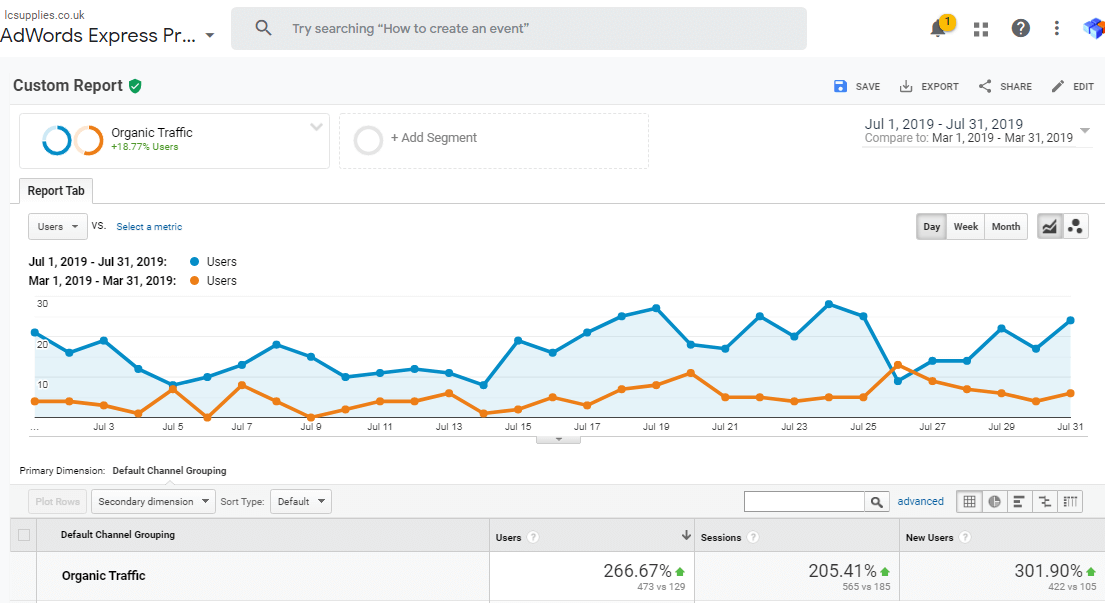 lcsupplies.co.uk
AdWords Express Pr...
Try searching “How to create an event”
1
Custom Report
SAVE
EXPORT
SHARE
EDIT
Organic Traffic
+18.77% Users
+ Add Segment
Jul 1, 2019 - Jul 31, 2019
Compare to: Mar 1, 2019 - Mar 31, 2019
Report Tab
Users
VS.
Select a metric
Day
Week
Month
Jul 1, 2019 - Jul 31, 2019:
Users
Mar 1, 2019 - Mar 31, 2019:
Users
30
20
10
...
Jul 3
Jul 5
Jul 7
Jul 9
Jul 11
Jul 13
Jul 15
Jul 17
Jul 19
Jul 21
Jul 23
Jul 25
Jul 27
Jul 29
Jul 31
Primary Dimension:
Default Channel Grouping
Plot Rows
Secondary dimension
Sort Type:
Default
advanced
Default Channel Grouping
Users ?
Sessions ?
New Users ?
Organic Traffic
266.67%
473 vs 129
205.41%
565 vs 185
301.90%
422 vs 105